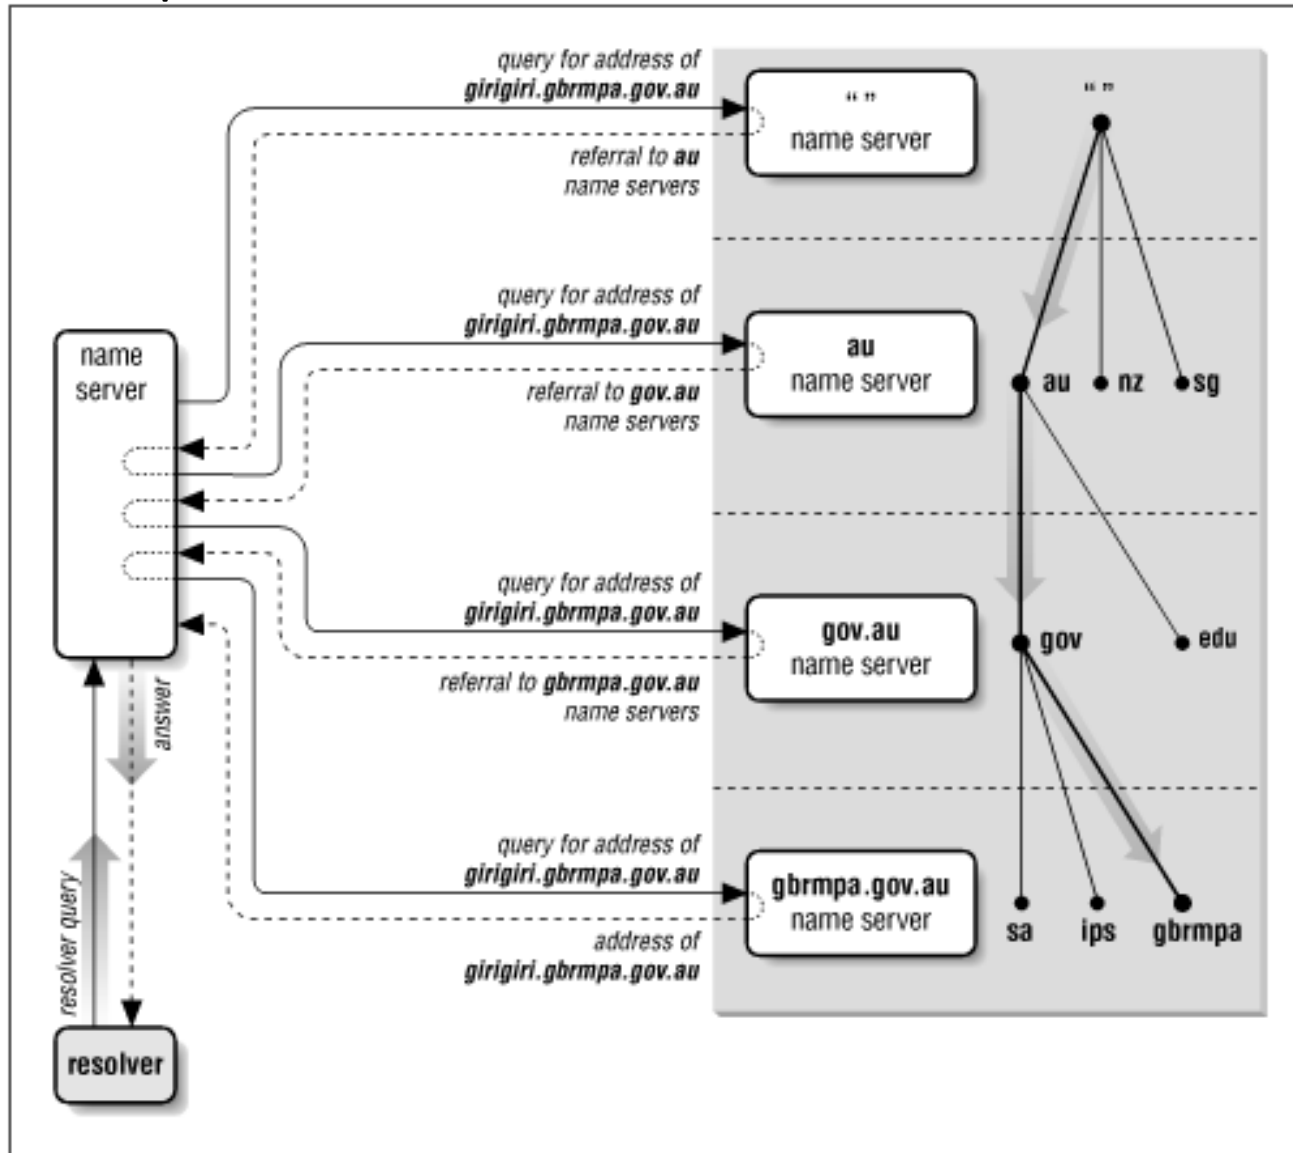 query for address of
girigiri.gbrmpa.gov.au
“ ”
name server
“ ”
referral to au
name servers
query for address of
girigiri.gbrmpa.gov.au
au
name server
referral to gov.au
name servers
au
nz
sg
name
server
query for address of
girigiri.gbrmpa.gov.au
gov.au
name server
referral to gbrmpa.gov.au
name servers
gov
edu
answer
query for address of
girigiri.gbrmpa.gov.au
gbrmpa.gov.au
name server
address of
girigiri.gbrmpa.gov.au
sa
ips
gbrmpa
resolver query
resolver